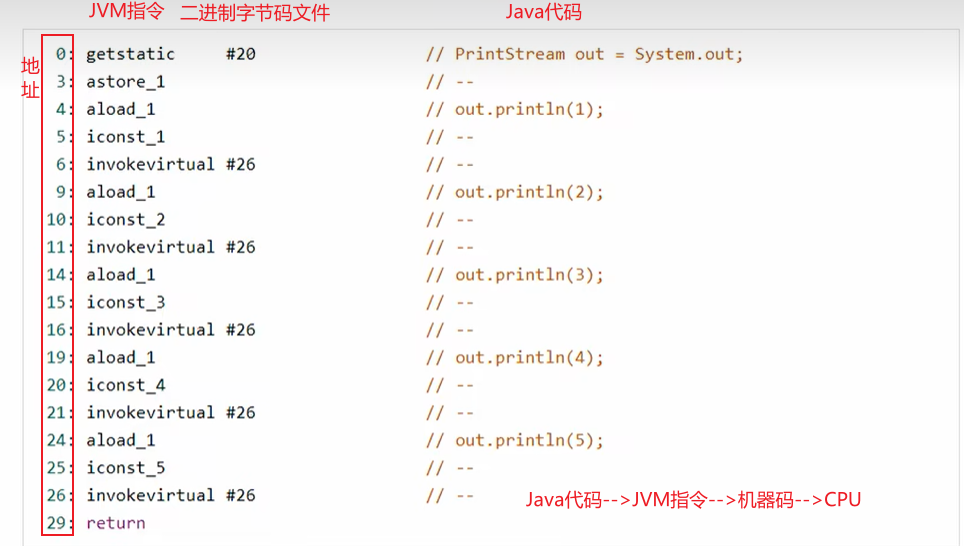 JVM指令 二进制字节码文件 Java代码
地址
0: getstatic #20 // PrintStream out = System.out;
3: astore_1 // --
4: aload_1 // out.println(1);
5: iconst_1 // --
6: invokevirtual #26 // --
9: aload_1 // out.println(2);
10: iconst_2 // --
11: invokevirtual #26 // --
14: aload_1 // out.println(3);
15: iconst_3 // --
16: invokevirtual #26 // --
19: aload_1 // out.println(4);
20: iconst_4 // --
21: invokevirtual #26 // --
24: aload_1 // out.println(5);
25: iconst_5 // --
26: invokevirtual #26 // --
Java代码-->JVM指令-->机器码-->CPU
29: return